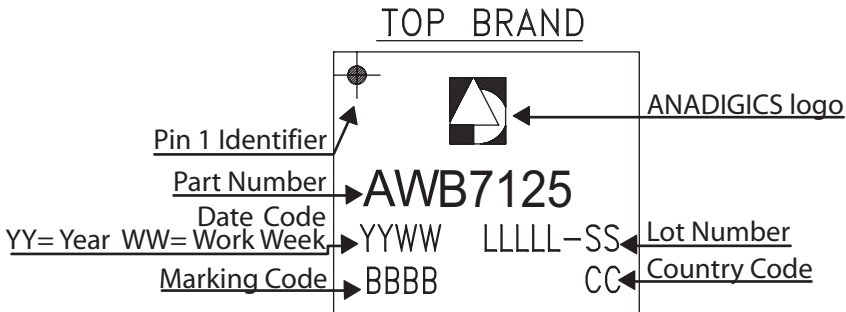 TOP BRAND
ANADIGICS logo
Pin 1 Identifier
Part Number
AWB7125
Date Code
YY= Year WW= Work Week
YYWW LLLLL-SS
Lot Number
Marking Code
BBBB CC
Country Code